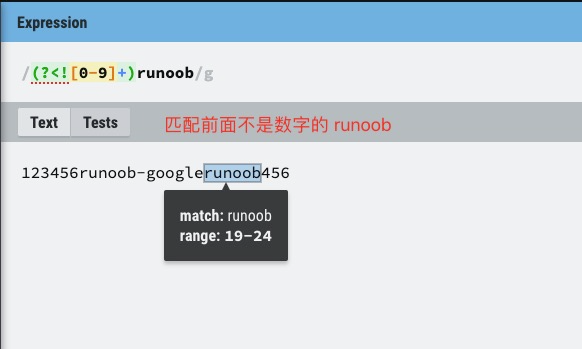 Expression
/(?<![0-9]+)runoob/g
Text Tests 匹配前面不是数字的 runoob
123456runoob-googlerunoob456
match: runoob
range: 19-24